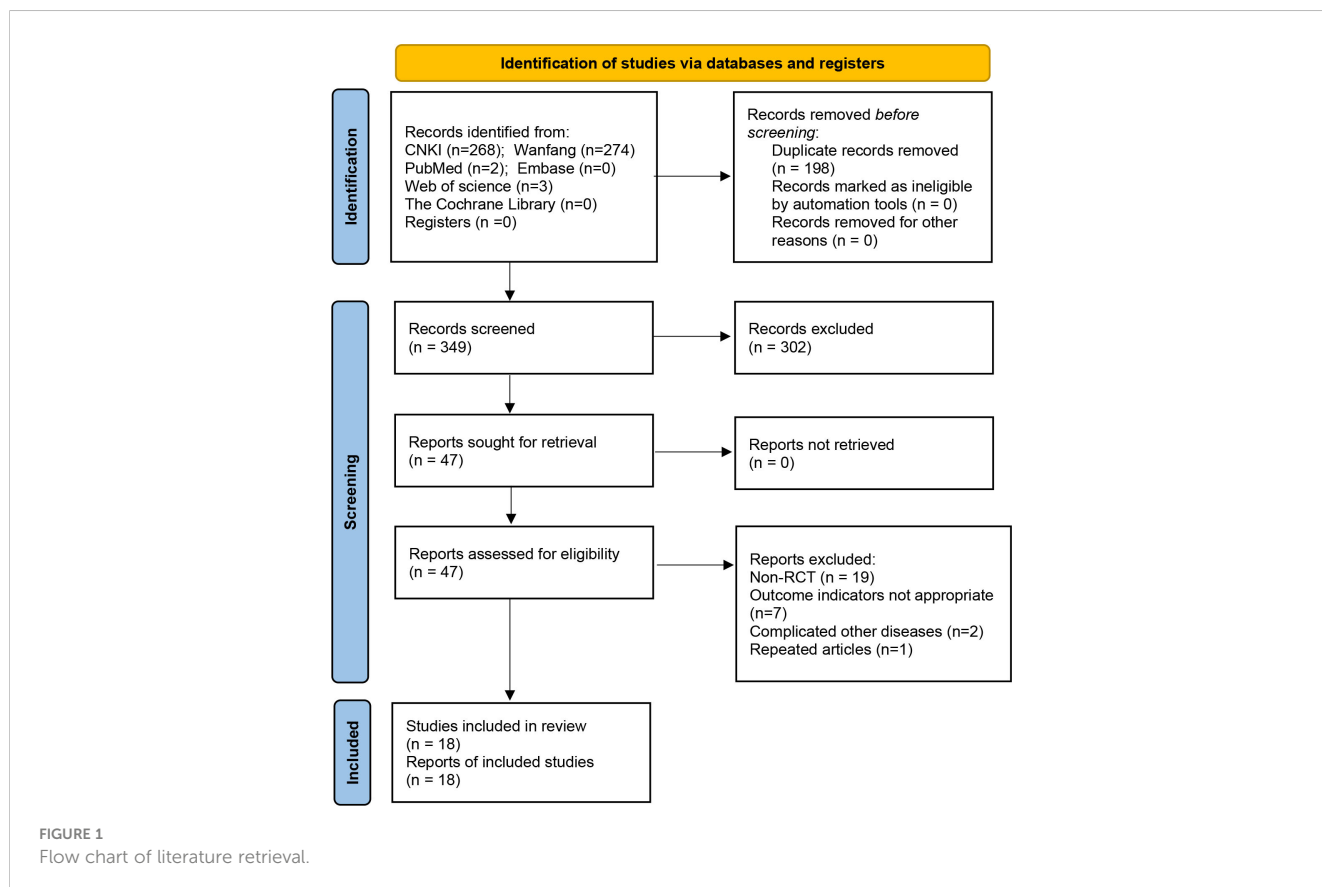 Identification of studies via databases and registers
Identification
Records identified from:
CNKI (n=268); Wanfang (n=274)
PubMed (n=2); Embase (n=0)
Web of science (n=3)
The Cochrane Library (n=0)
Registers (n =0)
Records removed before
screening:
Duplicate records removed
(n = 198)
Records marked as ineligible
by automation tools (n = 0)
Records removed for other
reasons (n = 0)
Screening
Records screened
(n = 349)
Records excluded
(n = 302)
Reports sought for retrieval
(n = 47)
Reports not retrieved
(n = 0)
Reports assessed for eligibility
(n = 47)
Reports excluded:
Non-RCT (n = 19)
Outcome indicators not appropriate
(n=7)
Complicated other diseases (n=2)
Repeated articles (n=1)
Included
Studies included in review
(n = 18)
Reports of included studies
(n = 18)
FIGURE 1
Flow chart of literature retrieval.